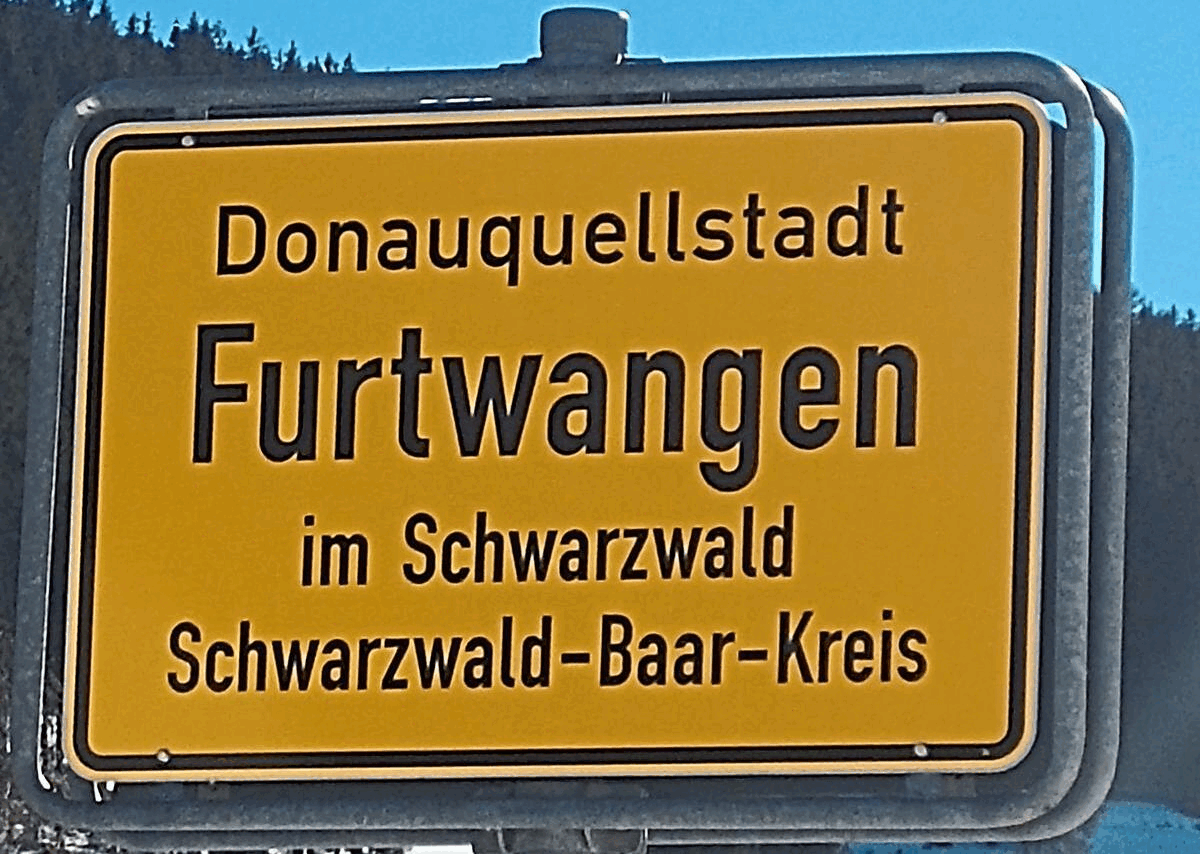 Donauquellstadt
Furtwangen
im Schwarzwald
Schwarzwald-Baar-Kreis